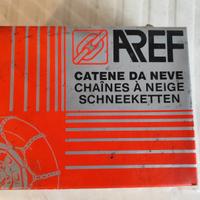 AREF
CATENE DA NEVE
CHAÎNES À NEIGE
SCHNEEKETTEN